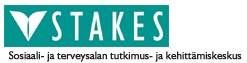 STAKES
Sosiaali- ja terveysalan tutkimus- ja kehittämiskeskus